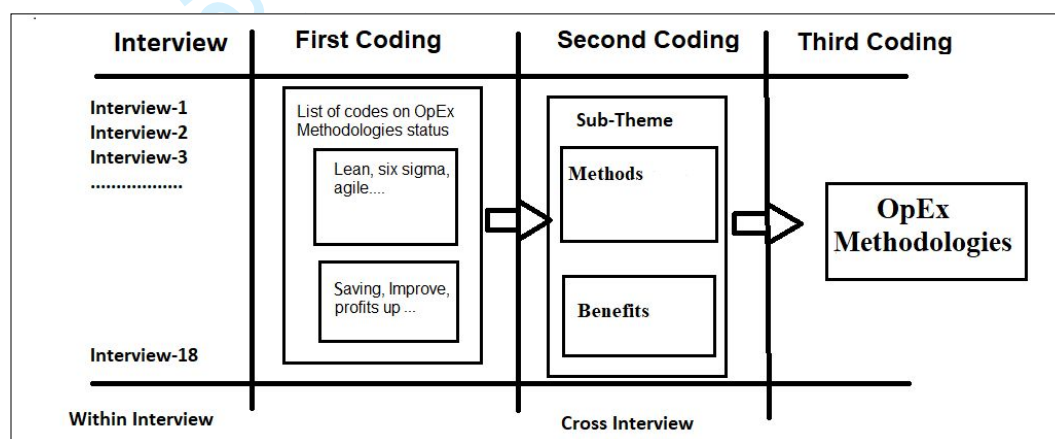 Interview
First Coding
Second Coding
Third Coding
Interview-1
Interview-2
Interview-3
..................
Interview-18
List of codes on OpEx
Methodologies status
Lean, six sigma,
agile....
Saving, Improve,
profits up ...
Sub-Theme
Methods
Benefits
OpEx
Methodologies
Within Interview
Cross Interview